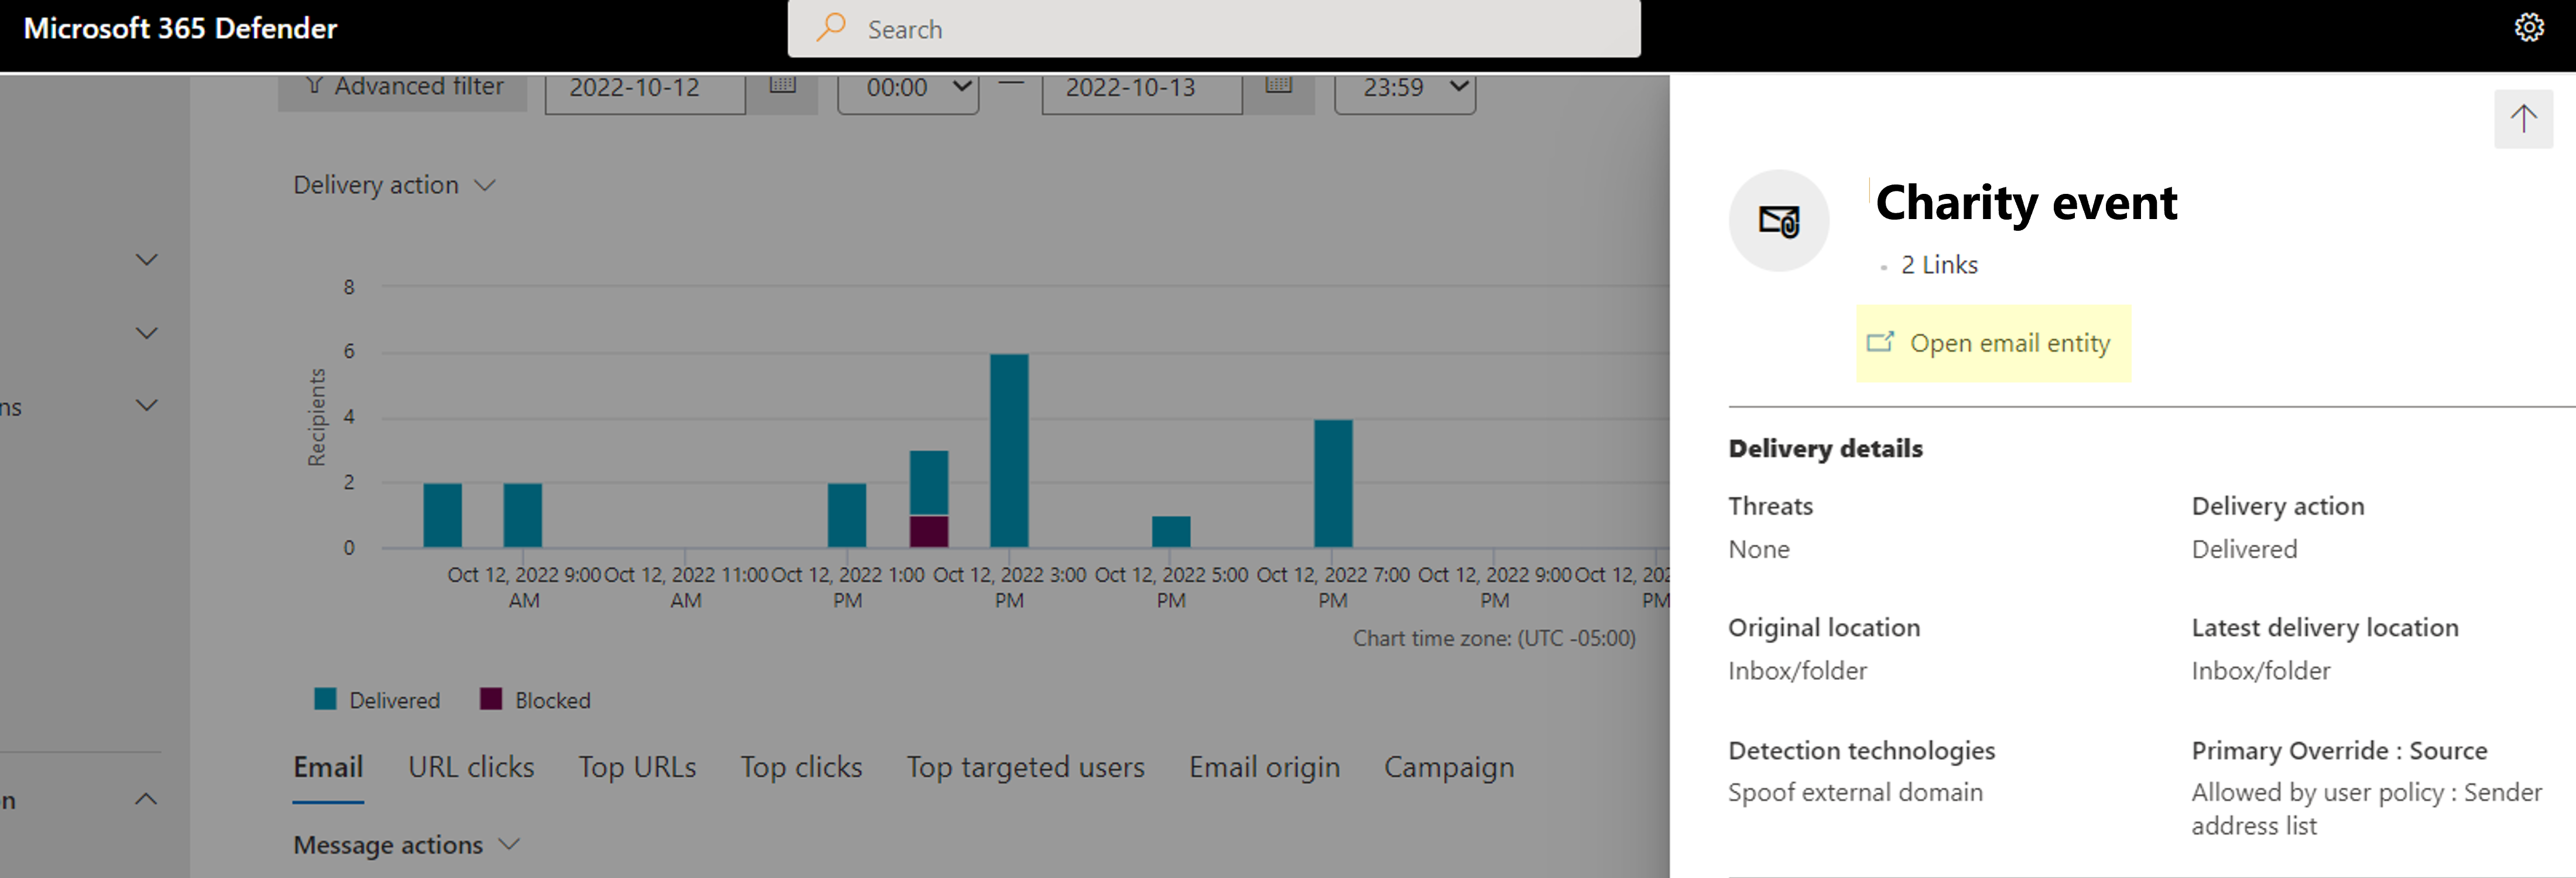 Microsoft 365 Defender
Search
Advanced filter
2022-10-12
00:00
2022-10-13
23:59
Delivery action
ns
n
Recipients
8
6
4
2
0
Oct 12, 2022 9:00 AM
Oct 12, 2022 11:00 AM
Oct 12, 2022 1:00 PM
Oct 12, 2022 3:00 PM
Oct 12, 2022 5:00 PM
Oct 12, 2022 7:00 PM
Oct 12, 2022 9:00 PM
Oct 12, 202 PM
Chart time zone: (UTC -05:00)
Delivered
Blocked
Email
URL clicks
Top URLs
Top clicks
Top targeted users
Email origin
Campaign
Message actions
Charity event
2 Links
Open email entity
Delivery details
Threats
None
Delivery action
Delivered
Original location
Inbox/folder
Latest delivery location
Inbox/folder
Detection technologies
Spoof external domain
Primary Override : Source
Allowed by user policy : Sender
address list